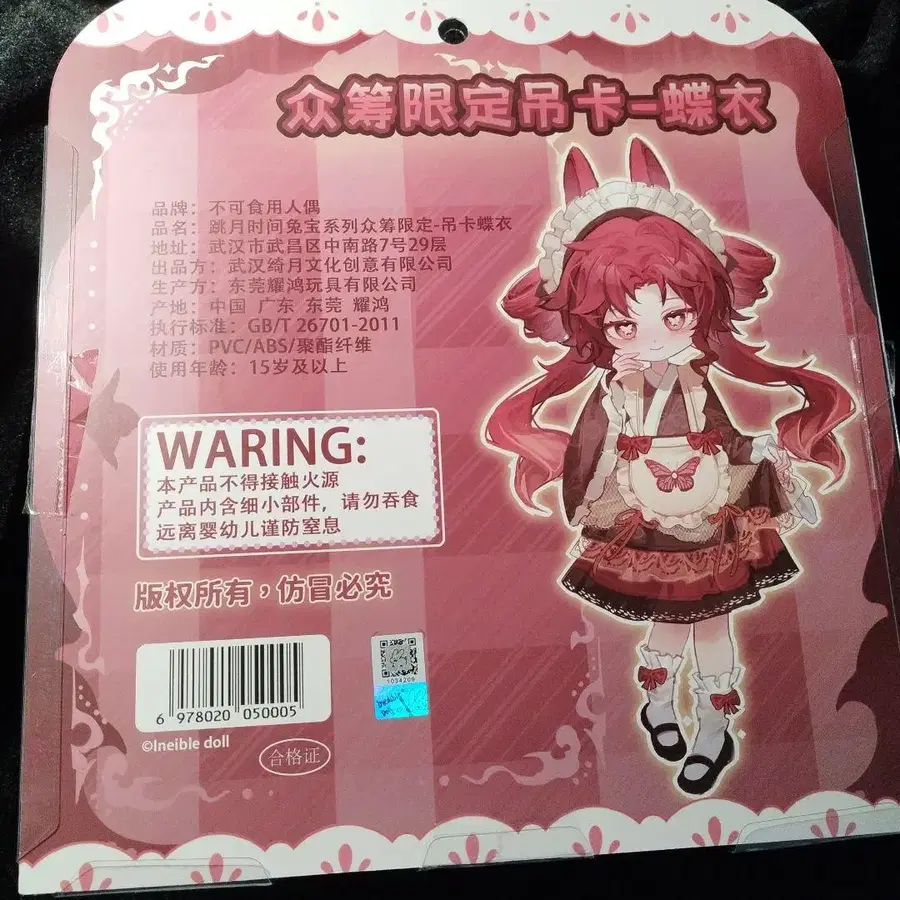 众筹限定吊卡-蝶衣
品牌：不可食用人偶
品名：跳月时间兔宝系列众筹限定-吊卡蝶衣
地址：武汉市武昌区中南路7号29层
出品方：武汉绮月文化创意有限公司
生产方：东莞耀鸿玩具有限公司
产地：中国 广东 东莞 耀鸿
执行标准：GB/T 26701-2011
材质：PVC/ABS/聚酯纤维
使用年龄：15岁及以上
WARING:
本产品不得接触火源
产品内含细小部件，请勿吞食
远离婴幼儿谨防窒息
版权所有，仿冒必究
6 978020 050005
1034209
©Ineible doll
合格证